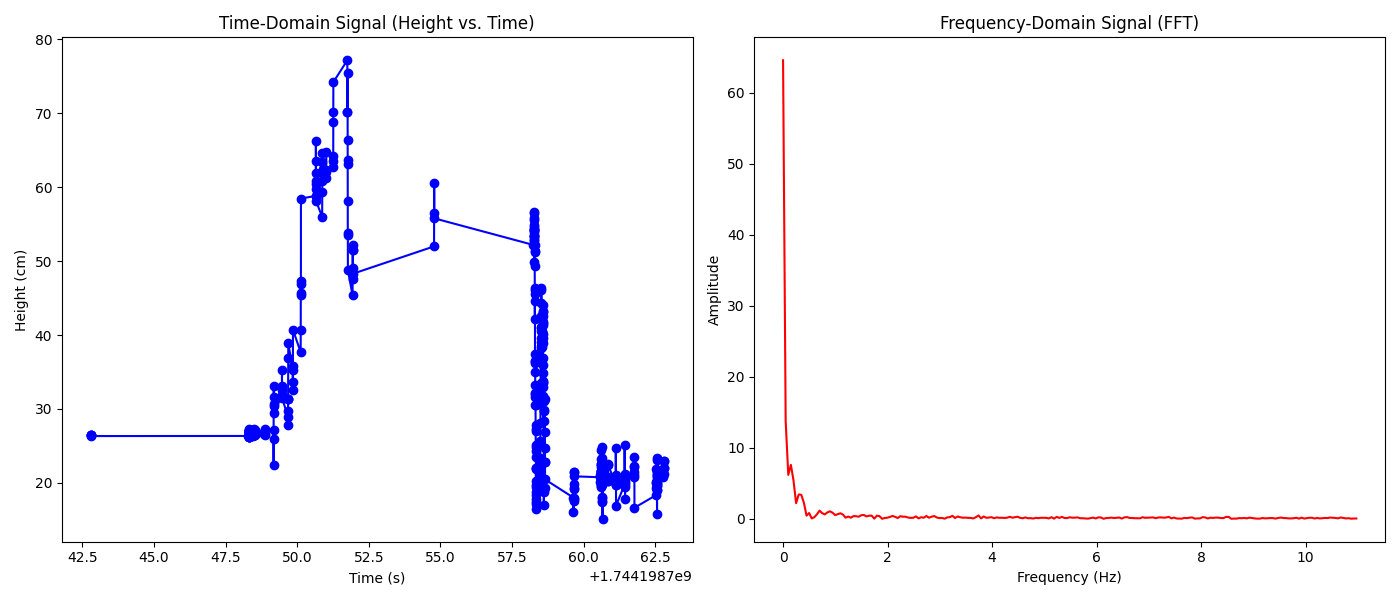 Time-Domain Signal (Height vs. Time)
80
70
60
50
40
30
20
Height (cm)
42.5 45.0 47.5 50.0 52.5 55.0 57.5 60.0 62.5
+1.7441987e9
Time (s)
Frequency-Domain Signal (FFT)
60
50
40
30
20
10
0
Amplitude
0 2 4 6 8 10
Frequency (Hz)